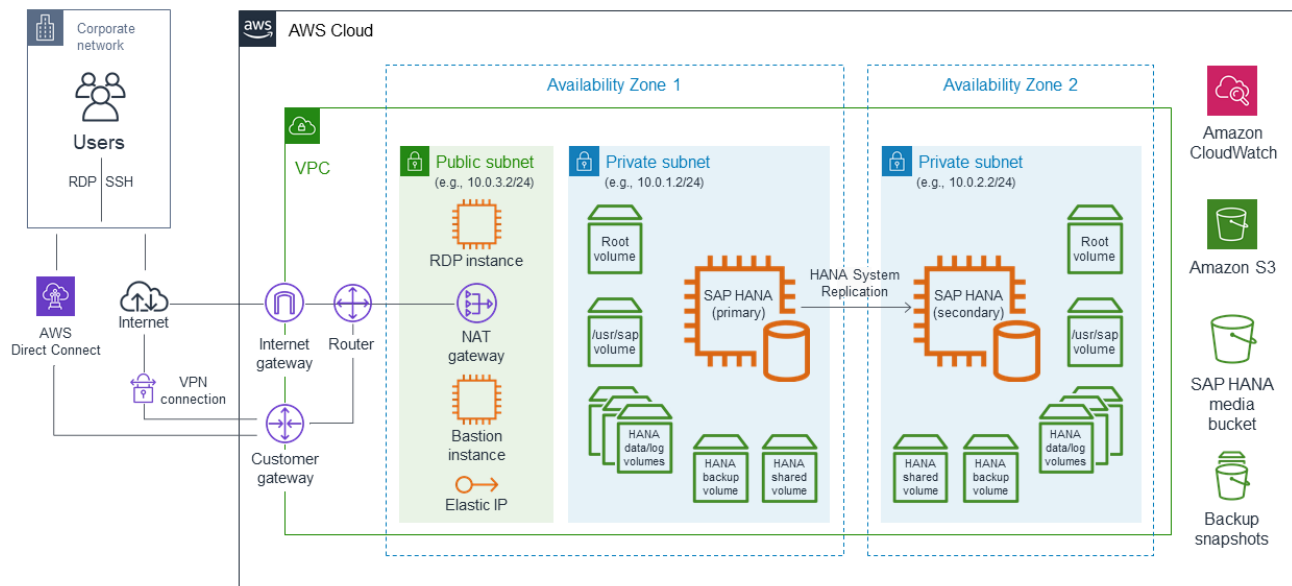 Corporate
network
Users
RDP
SSH
AWS
Direct Connect
Internet
VPN
connection
aws
AWS Cloud
VPC
Internet
gateway
Router
Customer
gateway
Availability Zone 1
Public subnet
(e.g., 10.0.3.2/24)
RDP instance
NAT
gateway
Bastion
instance
Elastic IP
Private subnet
(e.g., 10.0.1.2/24)
Root
volume
/usr/sap
volume
HANA
data/log
volumes
SAP HANA
(primary)
HANA
backup
volume
HANA
shared
volume
HANA System
Replication
Availability Zone 2
Private subnet
(e.g., 10.0.2.2/24)
SAP HANA
(secondary)
Root
volume
/usr/sap
volume
HANA
data/log
volumes
HANA
shared
volume
HANA
backup
volume
Amazon
CloudWatch
Amazon S3
SAP HANA
media
bucket
Backup
snapshots